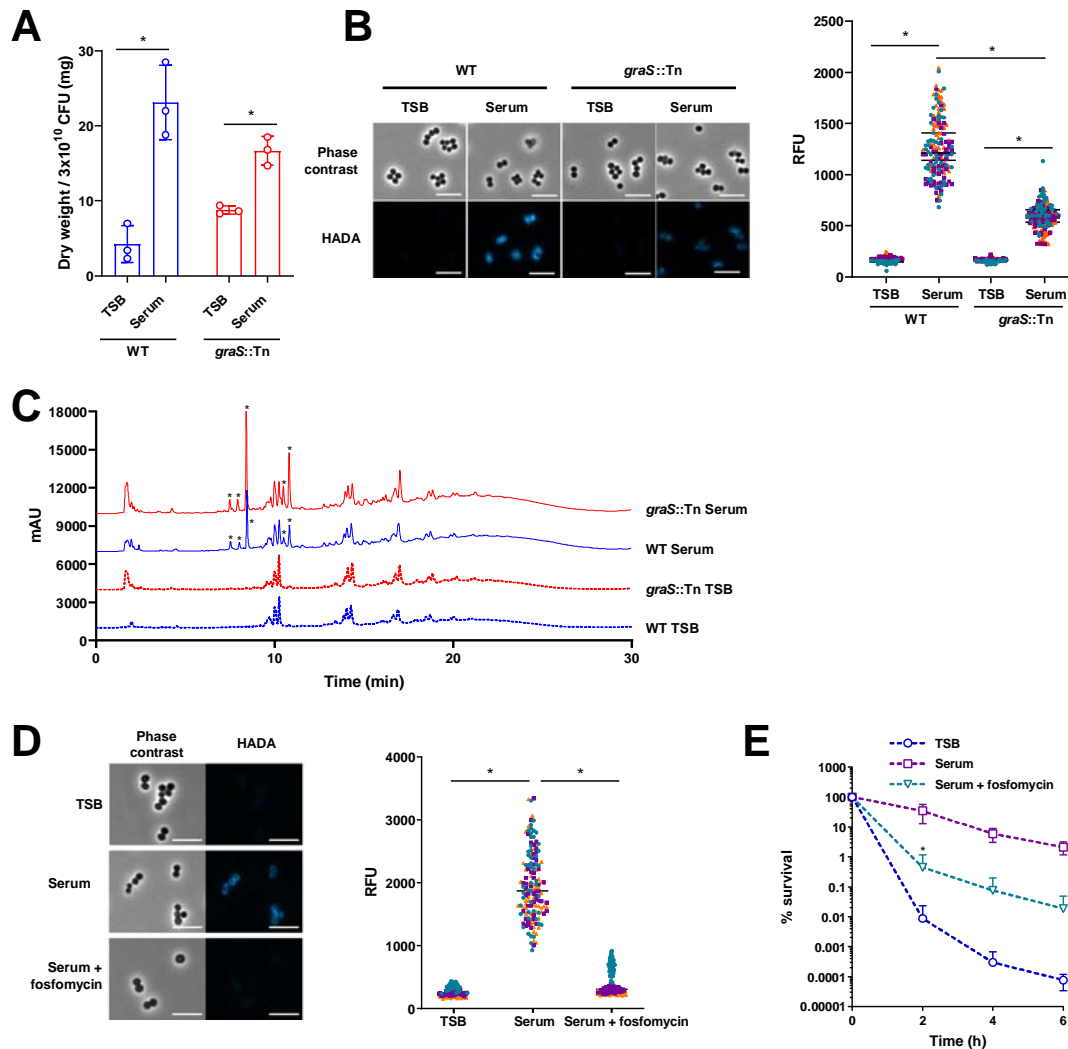 A
Dry weight / 3x10¹⁰ CFU (mg)
30
20
10
0
*
*
TSB
Serum
TSB
Serum
WT
graS::Tn
B
WT
graS::Tn
TSB
Serum
TSB
Serum
Phase
contrast
HADA
RFU
2500
2000
1500
1000
500
0
*
*
*
TSB
Serum
TSB
Serum
WT
graS::Tn
C
mAU
18000
15000
12000
9000
6000
3000
0
* * * * *
* * * * *
graS::Tn Serum
WT Serum
graS::Tn TSB
WT TSB
0
10
20
30
Time (min)
D
Phase
contrast
HADA
TSB
Serum
Serum +
fosfomycin
RFU
4000
3000
2000
1000
0
*
*
TSB
Serum
Serum + fosfomycin
E
TSB
Serum
Serum + fosfomycin
% survival
1000
100
10
1
0.1
0.01
0.001
0.0001
0.00001
*
0
2
4
6
Time (h)